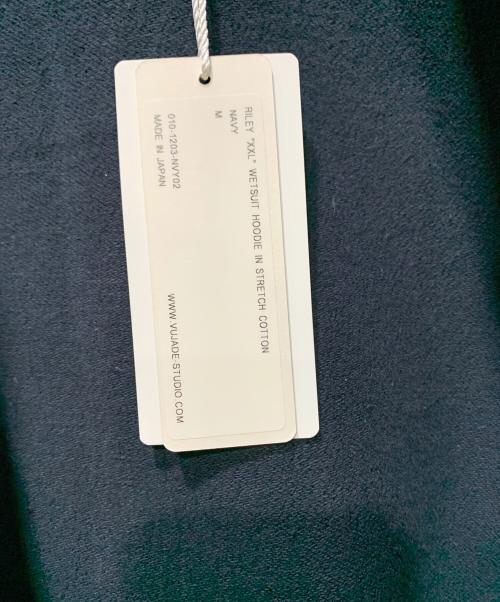 RILEY "XXL" WETSUIT HOODIE IN STRETCH COTTON
NAVY
M
010-1203-NVY02
MADE IN JAPAN
WWW.VUJADE-STUDIO.COM